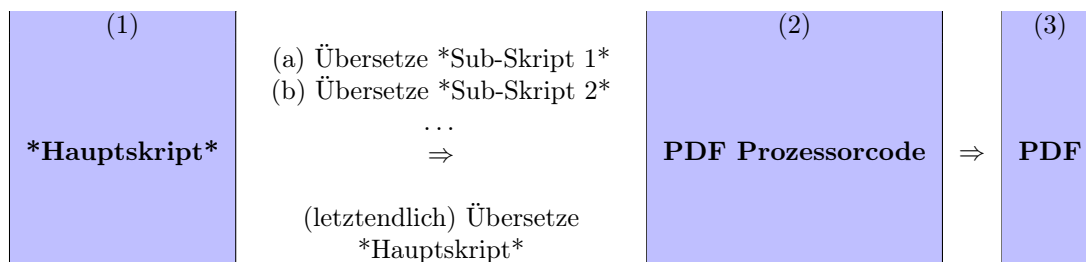 (1)
(2)
(3)
(a) Übersetze *Sub-Skript 1*
(b) Übersetze *Sub-Skript 2*
...
*Hauptskript*
⇒
PDF Prozessorcode
⇒
PDF
(letztendlich) Übersetze
*Hauptskript*